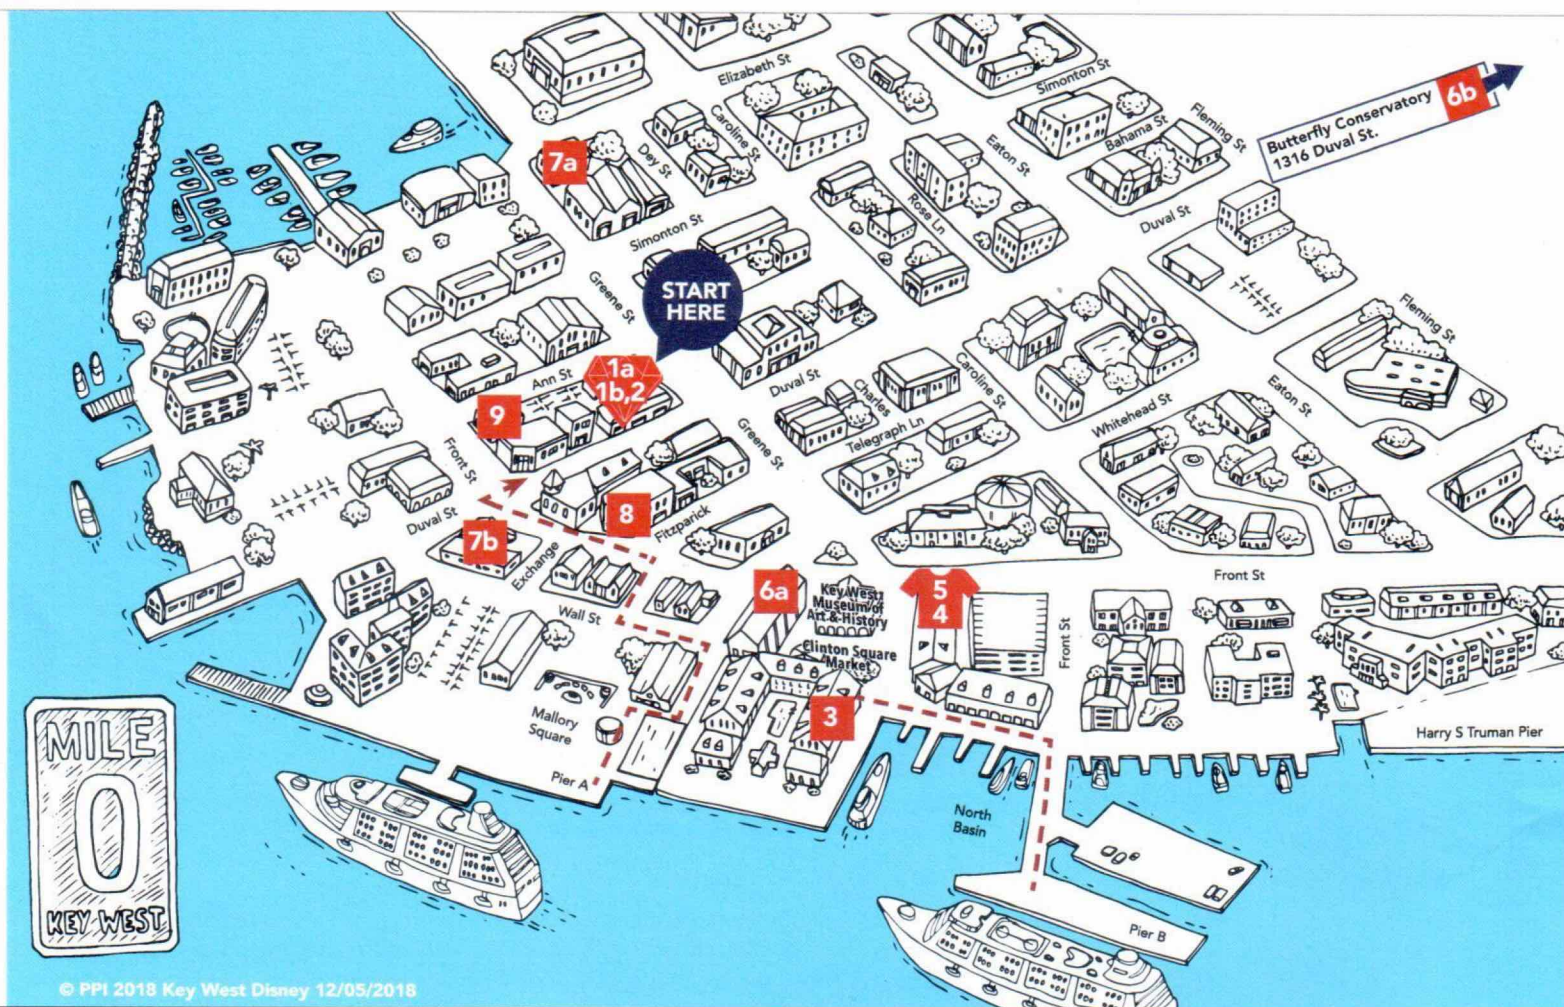 Elizabeth St
Simonton St
Caroline St
Dey St
Eaton St
Bahama St
Fleming St
Butterfly Conservatory
1316 Duval St.
6b
7a
Simonton St
Rose Ln
Duval St
Greene St
START
HERE
Fleming St
1a
1b,2
Ann St
Duval St
Charles
Caroline St
Eaton St
9
Whitehead St
Telegraph Ln
Greene St
Front St
Duval St
8
Fitzparick
7b
Exchange
Wall St
6a
Key West
Museum of
Art & History
5
4
Front St
Front St
Clinton Square
Market
3
Mallory
Square
Pier A
Harry S Truman Pier
North
Basin
Pier B
MILE
0
KEY WEST
© PPI 2018 Key West Disney 12/05/2018